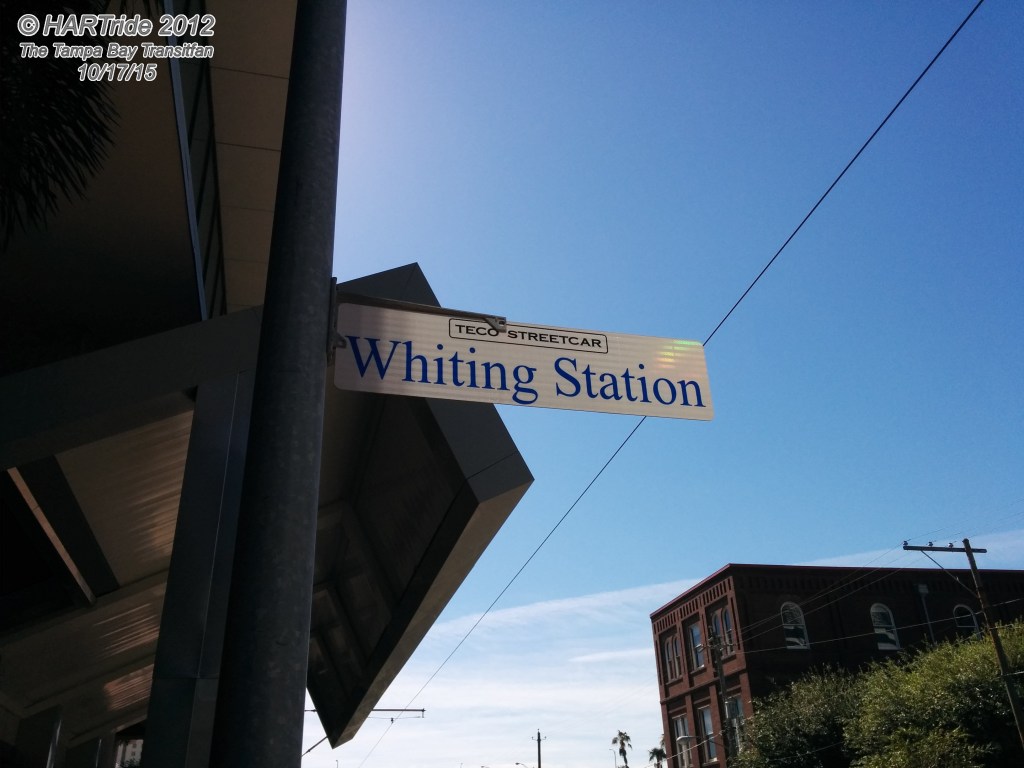 © HARTride 2012
The Tampa Bay Transitfan
10/17/15
TECO STREETCAR
Whiting Station